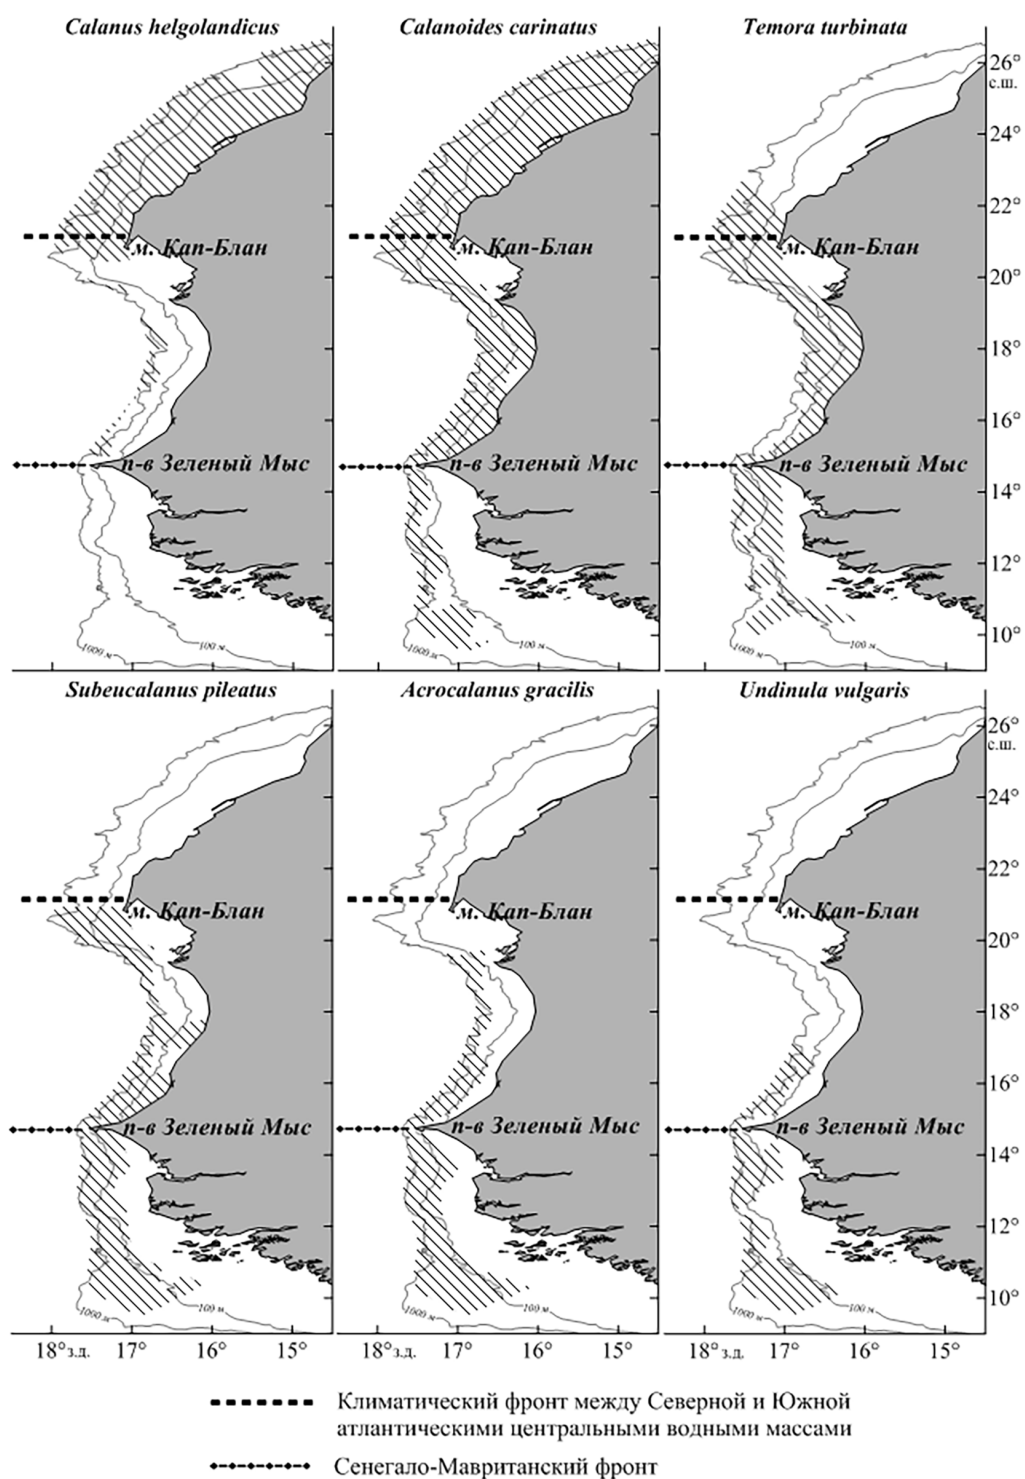 Calanus helgolandicus
Calanoides carinatus
Temora turbinata
26°
с.ш.
24°
22°
м. Кап-Блан
м. Кап-Блан
м. Кап-Блан
20°
18°
16°
п-в Зеленый Мыс
п-в Зеленый Мыс
п-в Зеленый Мыс
14°
12°
10°
1000 м
100 м
1000 м
100 м
1000 м
100 м
Subeucalanus pileatus
Acrocalanus gracilis
Undinula vulgaris
26°
с.ш.
24°
22°
м. Кап-Блан
м. Кап-Блан
м. Кап-Блан
20°
18°
16°
п-в Зеленый Мыс
п-в Зеленый Мыс
п-в Зеленый Мыс
14°
12°
10°
1000 м
100 м
1000 м
100 м
1000 м
100 м
18° з.д. 17° 16° 15°
18° з.д. 17° 16° 15°
18° з.д. 17° 16° 15°
Климатический фронт между Северной и Южной
атлантическими центральными водными массами
Сенегало-Мавританский фронт